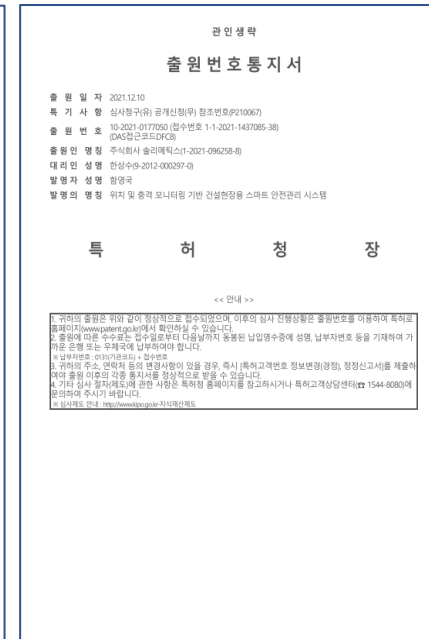 관 인 생 략
출 원 번 호 통 지 서
출 원 일 자 2021.12.10
특 기 사 항 심사청구(유) 공개신청(무) 참조번호(P210067)
출 원 번 호 10-2021-0177050 (접수번호 1-1-2021-1437085-38)
(DAS접근코드DFC8)
출원인 명칭 주식회사 솔리메틱스(1-2021-096258-8)
대리인 성명 한상수(9-2012-000297-0)
발명자 성명 함영국
발명의 명칭 위치 및 충격 모니터링 기반 건설현장용 스마트 안전관리 시스템
특 허 청 장
<< 안내 >>
1. 귀하의 출원은 위와 같이 정상적으로 접수되었으며, 이후의 심사 진행상황은 출원번호를 이용하여 특허로
홈페이지(www.patent.go.kr)에서 확인하실 수 있습니다.
2. 출원에 따른 수수료는 접수일로부터 다음날까지 동봉된 납입영수증에 성명, 납부자번호 등을 기재하여 가
까운 은행 또는 우체국에 납부하여야 합니다.
※ 납부자번호 : 0131(기관코드) + 접수번호
3. 귀하의 주소, 연락처 등의 변경사항이 있을 경우, 즉시 [특허고객번호 정보변경(경정), 정정신고서]를 제출하
여야 출원 이후의 각종 통지서를 정상적으로 받을 수 있습니다.
4. 기타 심사 절차(제도)에 관한 사항은 특허청 홈페이지를 참고하시거나 특허고객상담센터(☎ 1544-8080)에
문의하여 주시기 바랍니다.
※ 심사제도 안내 : http://www.kipo.go.kr-지식재산제도